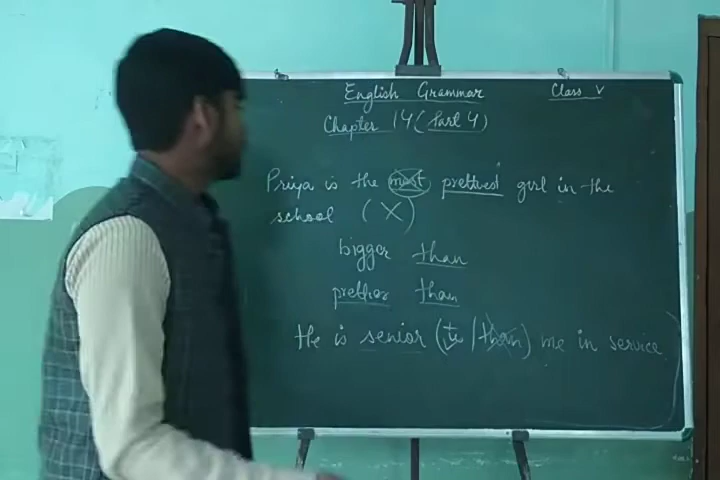 English Grammar
Class V
Chapter 14 (Part 4)
Priya is the most prettiest girl in the
school (X)
bigger than
prettier than
He is senior (to / than) me in service